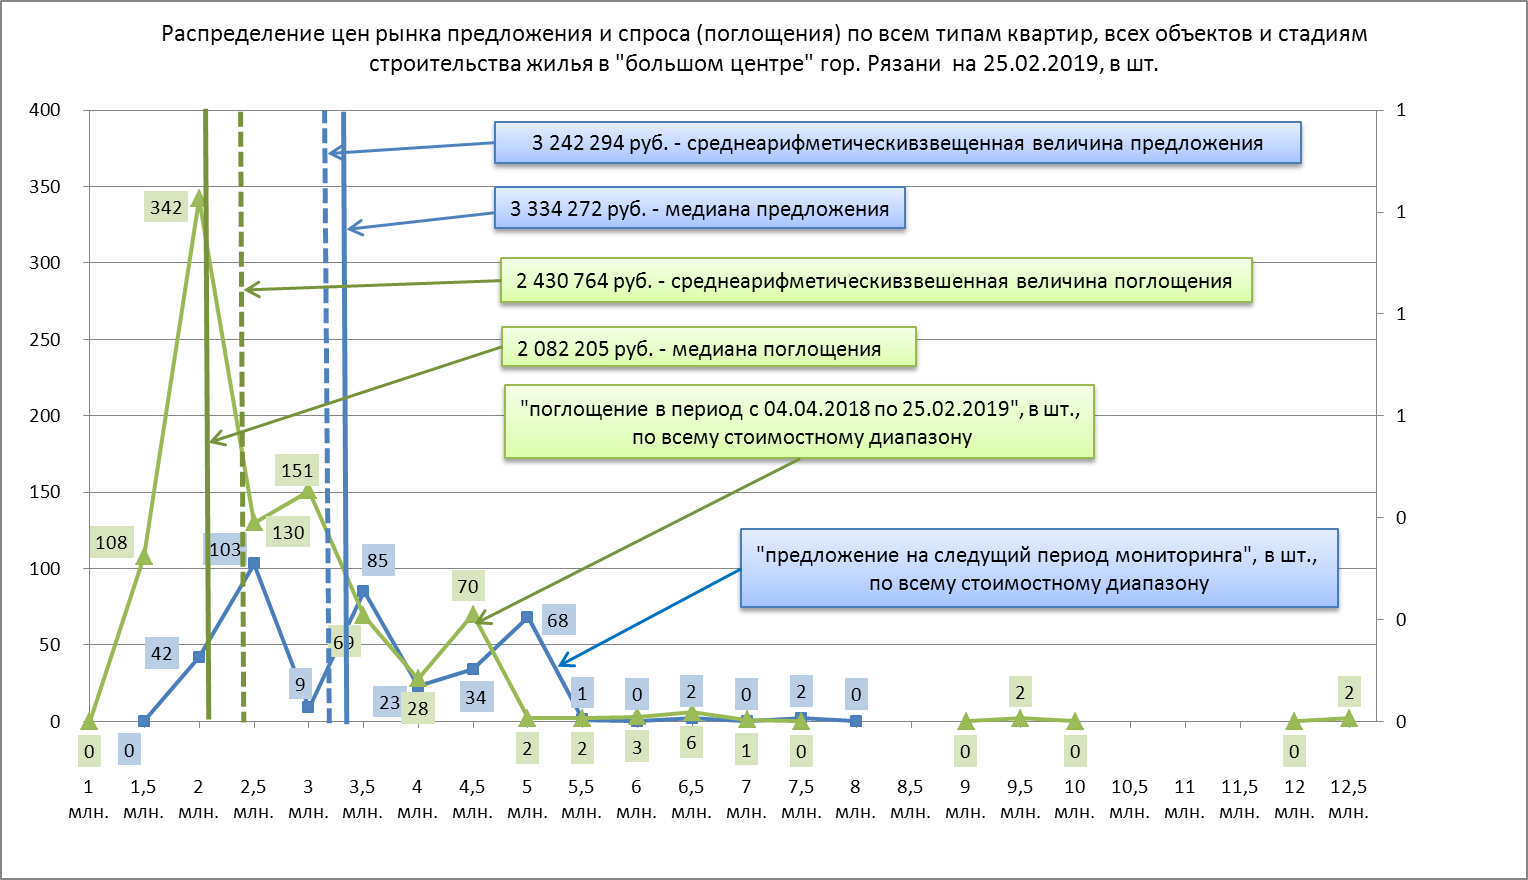 Распределение цен рынка предложения и спроса (поглощения) по всем типам квартир, всех объектов и стадиям
строительства жилья в "большом центре" гор. Рязани на 25.02.2019, в шт.
400
350
300
250
200
150
100
50
0
1
1
1
1
0
0
0
3 242 294 руб. - среднеарифметическивзвещенная величина предложения
3 334 272 руб. - медиана предложения
2 430 764 руб. - среднеарифметическивзвешенная величина поглощения
2 082 205 руб. - медиана поглощения
"поглощение в период с 04.04.2018 по 25.02.2019", в шт.,
по всему стоимостному диапазону
"предложение на следущий период мониторинга", в шт.,
по всему стоимостному диапазону
342
151
108
103
130
85
70
42
9
69
23
28
34
68
1
0
2
0
2
0
2
2
0
0
2
2
3
6
1
0
0
0
0
1 млн.
1,5 млн.
2 млн.
2,5 млн.
3 млн.
3,5 млн.
4 млн.
4,5 млн.
5 млн.
5,5 млн.
6 млн.
6,5 млн.
7 млн.
7,5 млн.
8 млн.
8,5 млн.
9 млн.
9,5 млн.
10 млн.
10,5 млн.
11 млн.
11,5 млн.
12 млн.
12,5 млн.